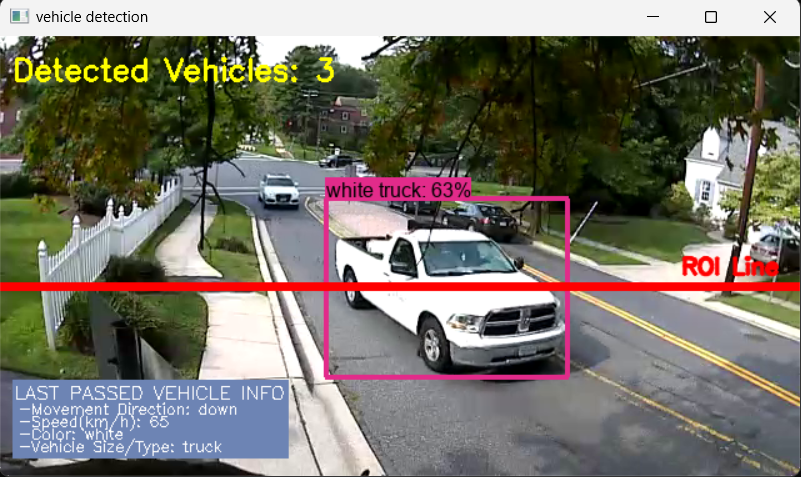 vehicle detection
Detected Vehicles: 3
white truck: 63%
ROI Line
LAST PASSED VEHICLE INFO
-Movement Direction: down
-Speed(km/h): 65
-Color: white
-Vehicle Size/Type: truck